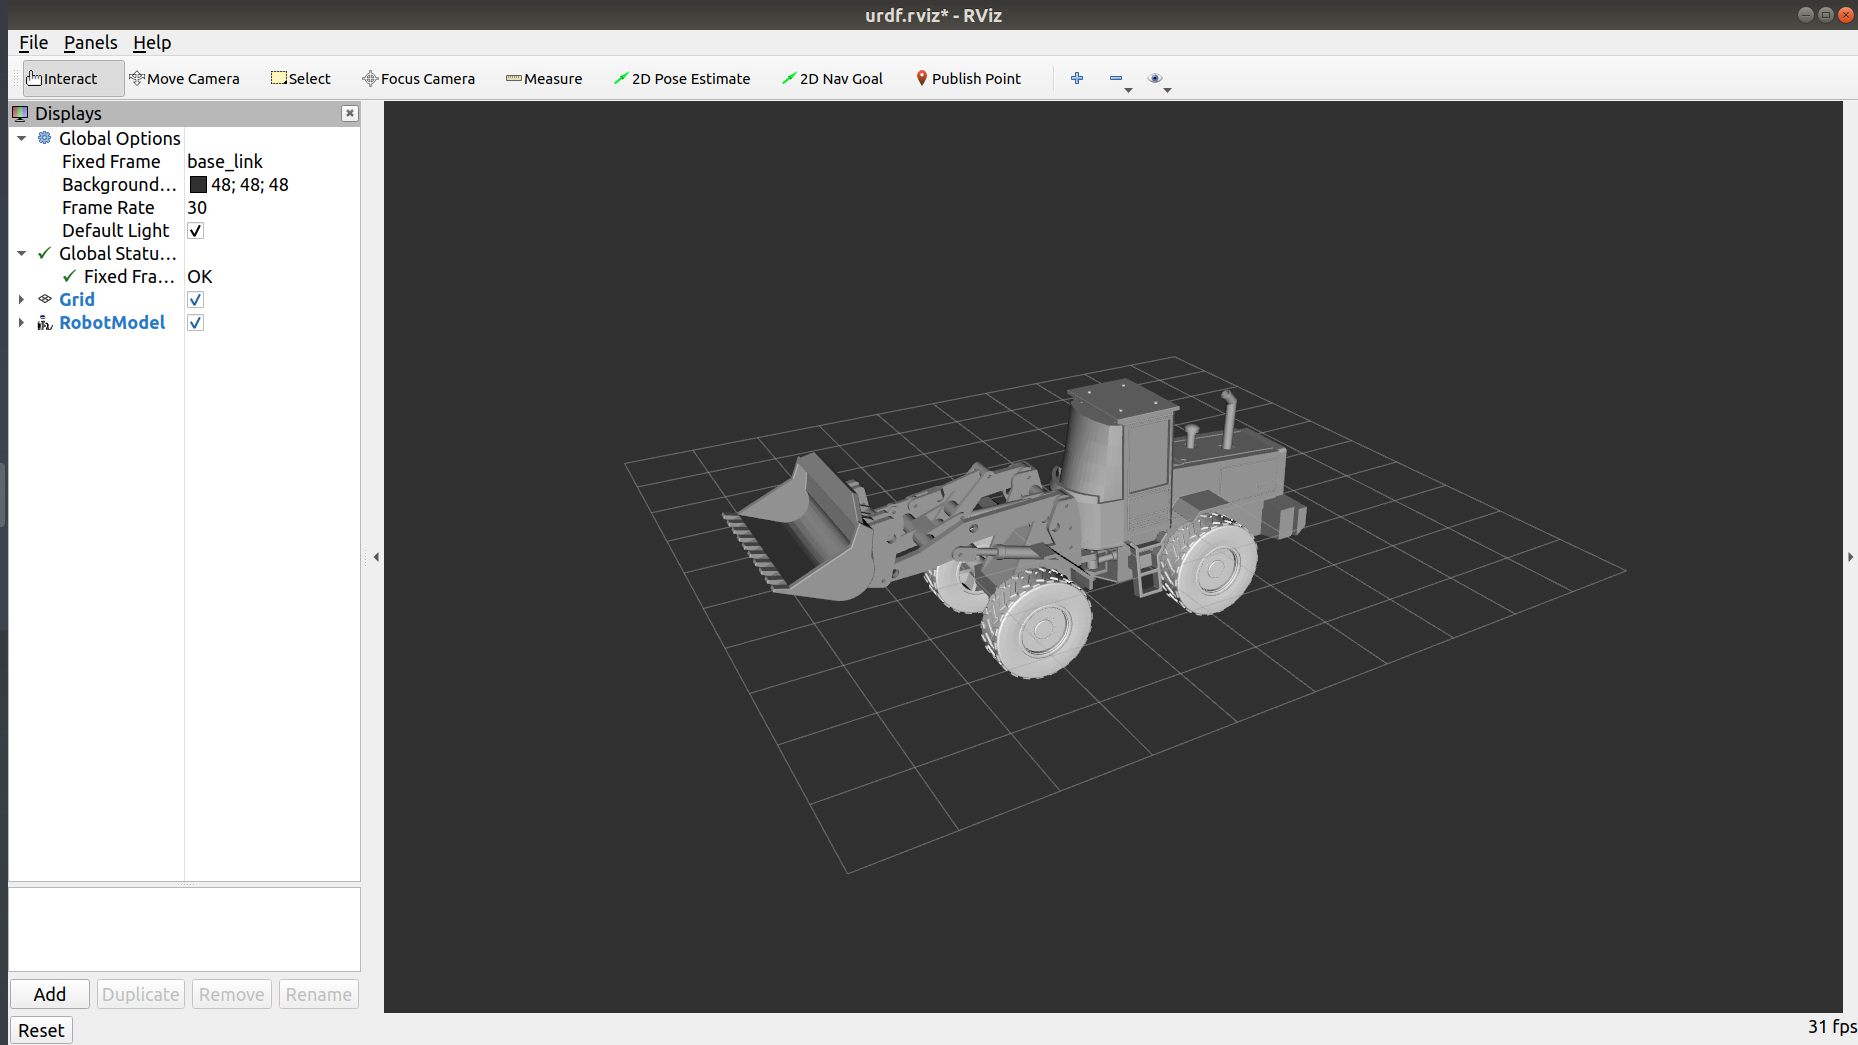 urdf.rviz* - RViz
File Panels Help
Interact Move Camera Select Focus Camera Measure 2D Pose Estimate 2D Nav Goal Publish Point
Displays
Global Options
Fixed Frame base_link
Background... 48; 48; 48
Frame Rate 30
Default Light
Global Statu...
Fixed Fra... OK
Grid
RobotModel
Add Duplicate Remove Rename
Reset
31 fps